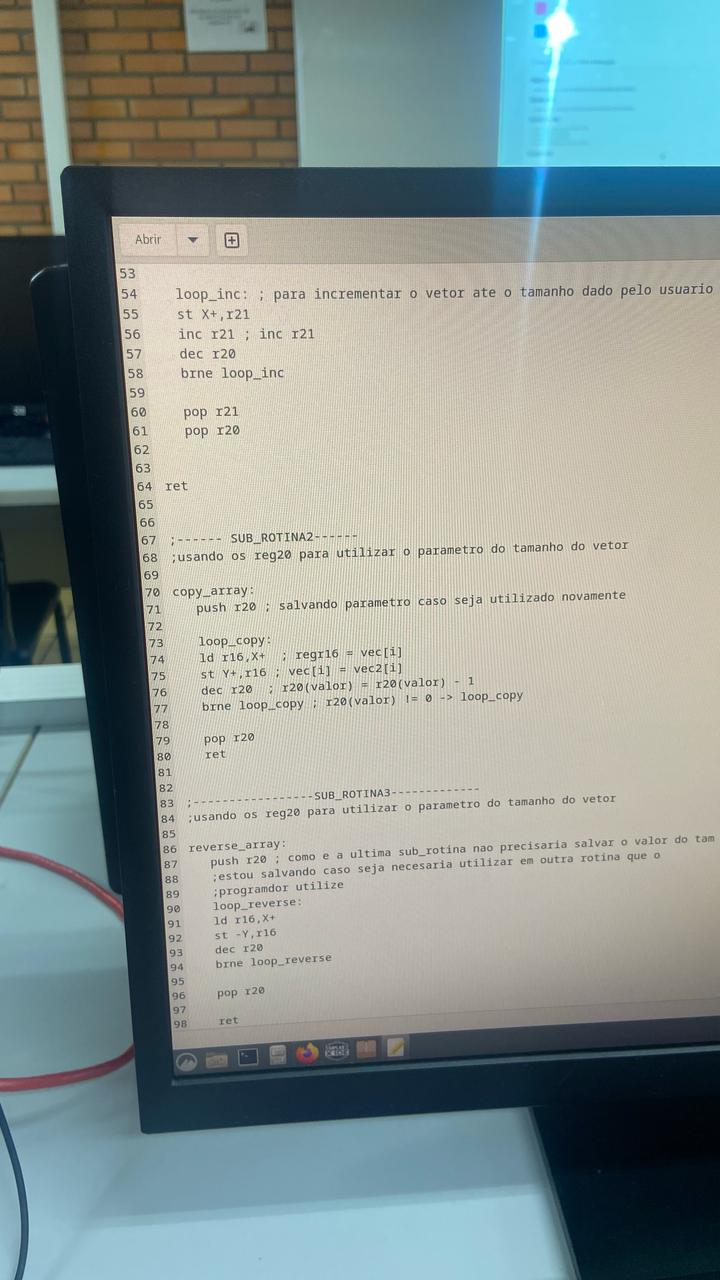 Abrir
53
54 loop_inc: ; para incrementar o vetor ate o tamanho dado pelo usuario
55 st X+,r21
56 inc r21 ; inc r21
57 dec r20
58 brne loop_inc
59
60 pop r21
61 pop r20
62
63
64 ret
65
66
67 ;------ SUB_ROTINA2------
68 ;usando os reg20 para utilizar o parametro do tamanho do vetor
69
70 copy_array:
71 push r20 ; salvando parametro caso seja utilizado novamente
72
73 loop_copy:
74 ld r16,X+ ; regr16 = vec[i]
75 st Y+,r16 ; vec[i] = vec2[i]
76 dec r20 ; r20(valor) = r20(valor) - 1
77 brne loop_copy ; r20(valor) != 0 -> loop_copy
78
79 pop r20
80 ret
81
82
83 ;-----------------SUB_ROTINA3-------------
84 ;usando os reg20 para utilizar o parametro do tamanho do vetor
85
86 reverse_array:
87 push r20 ; como e a ultima sub_rotina nao precisaria salvar o valor do tam
88 ;estou salvando caso seja necesaria utilizar em outra rotina que o
89 ;programdor utilize
90 loop_reverse:
91 ld r16,X+
92 st -Y,r16
93 dec r20
94 brne loop_reverse
95
96 pop r20
97
98 ret